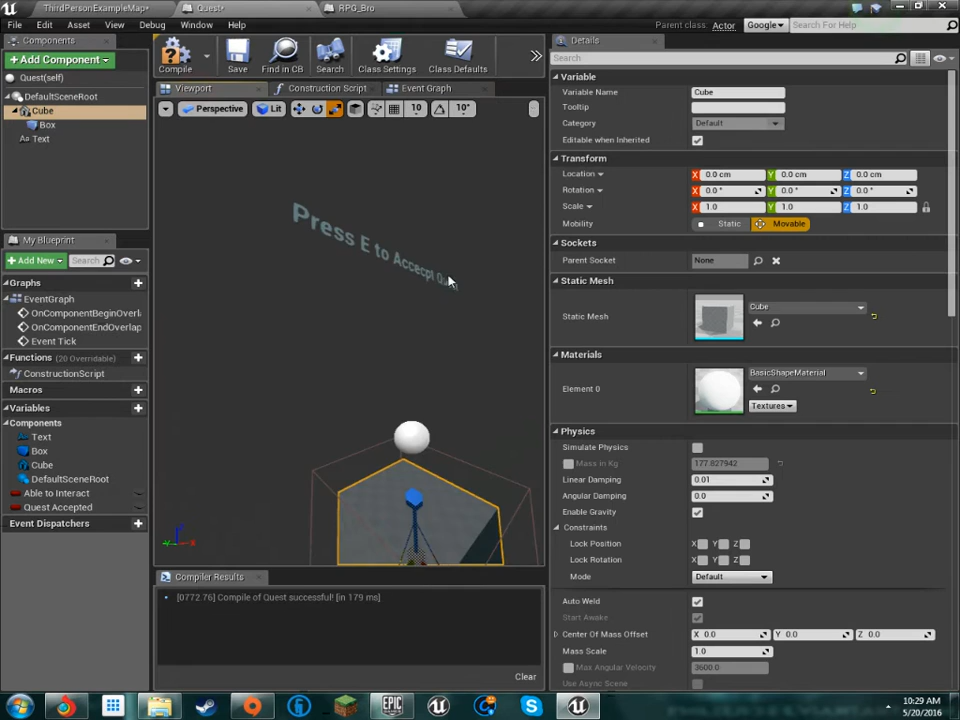 ThirdPersonExampleMap*
Quest*
RPG_Bro
File Edit Asset View Debug Window Help
Parent class: Actor
Google
Search For Help
Components
+ Add Component
Quest(self)
DefaultSceneRoot
Cube
Box
Text
Compile
Save
Find in CB
Search
Class Settings
Class Defaults
Viewport
Construction Script
Event Graph
Perspective
Lit
10
10°
Press E to Accecpt
My Blueprint
+ Add New
Search
Graphs
EventGraph
OnComponentBeginOverl
OnComponentEndOverlap
Event Tick
Functions (20 Overridable)
ConstructionScript
Macros
Variables
Components
Text
Box
Cube
DefaultSceneRoot
Able to Interact
Quest Accepted
Event Dispatchers
Compiler Results
[0772.76] Compile of Quest successful! [in 179 ms]
Clear
Details
Search
Variable
Variable Name Cube
Tooltip
Category Default
Editable when Inherited
Transform
Location X 0.0 cm Y 0.0 cm Z 0.0 cm
Rotation X 0.0 ° Y 0.0 ° Z 0.0 °
Scale X 1.0 Y 1.0 Z 1.0
Mobility Static Movable
Sockets
Parent Socket None
Static Mesh
Static Mesh Cube
Materials
Element 0 BasicShapeMaterial
Textures
Physics
Simulate Physics
Mass in Kg 177.827942
Linear Damping 0.01
Angular Damping 0.0
Enable Gravity
Constraints
Lock Position X Y Z
Lock Rotation X Y Z
Mode Default
Auto Weld
Start Awake
Center Of Mass Offset X 0.0 Y 0.0 Z 0.0
Mass Scale 1.0
Max Angular Velocity 3600.0
Use Async Scene
EPIC
10:29 AM
5/20/2016